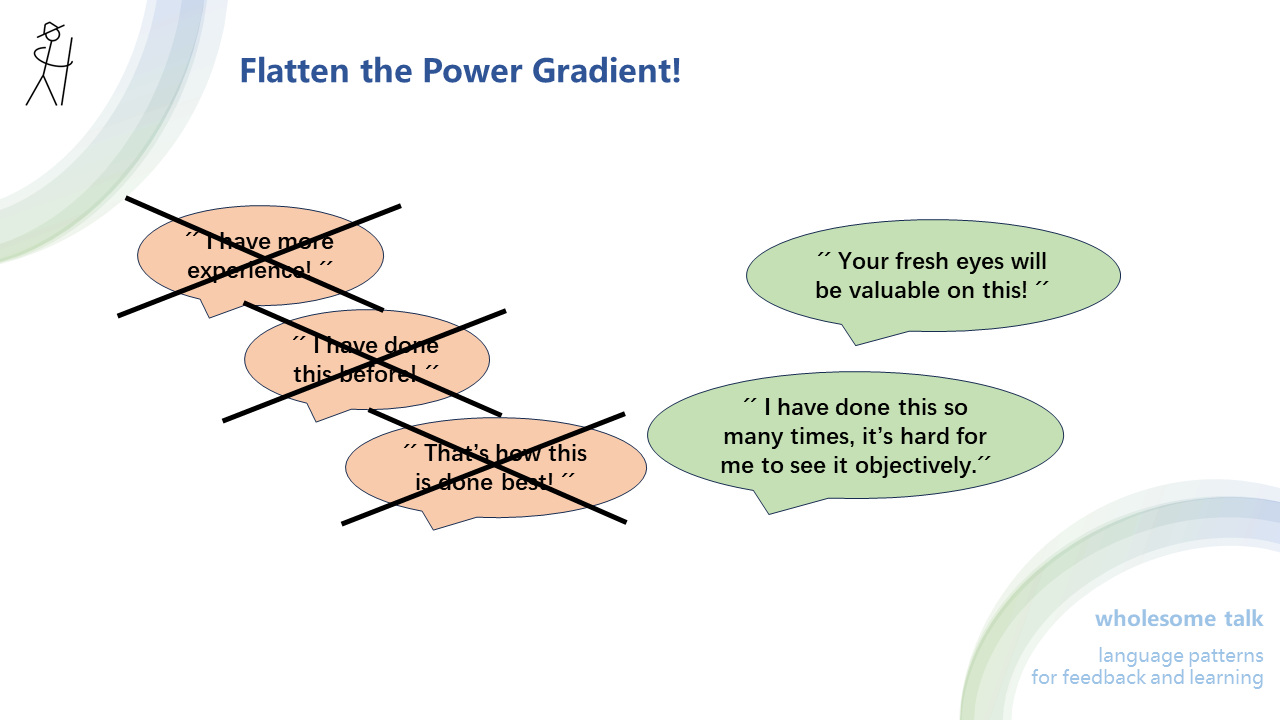 Flatten the Power Gradient!
´´ I have more
experience! ´´
´´ I have done
this before! ´´
´´ That’s how this
is done best! ´´
´´ Your fresh eyes will
be valuable on this! ´´
´´ I have done this so
many times, it’s hard for
me to see it objectively.´´
wholesome talk
language patterns
for feedback and learning